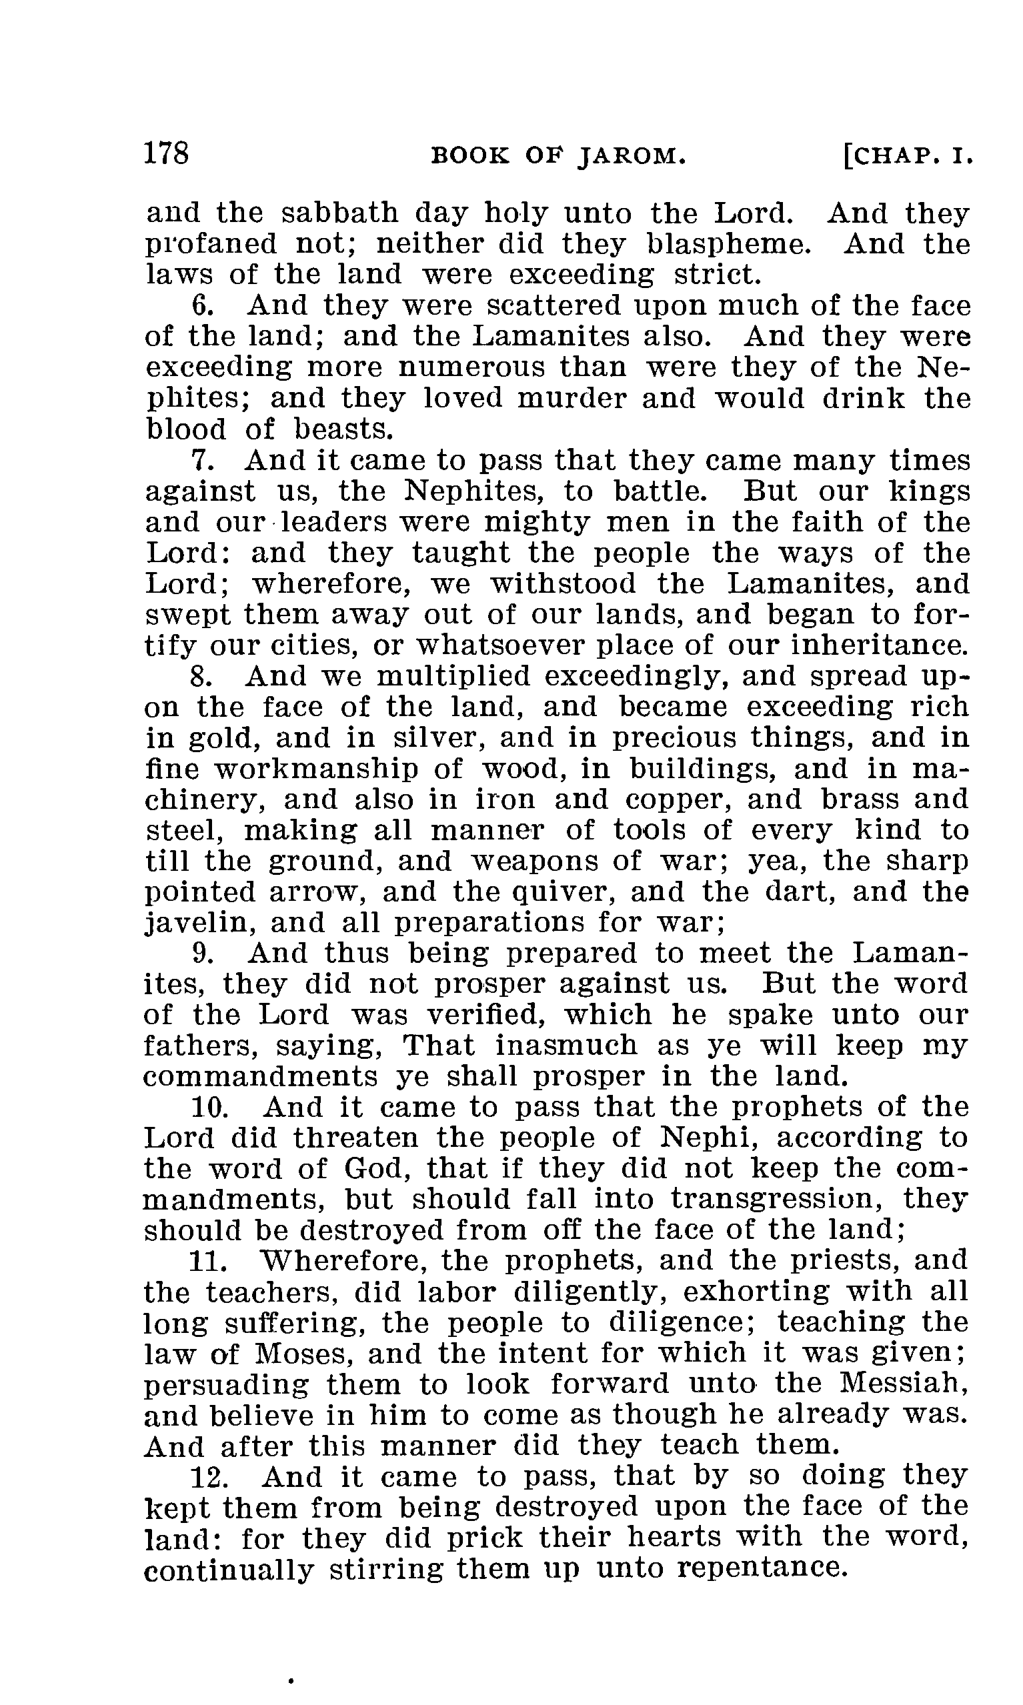 178 BOOK OF JAROM. [CHAP. I.
and the sabbath day holy unto the Lord. And they
profaned not; neither did they blaspheme. And the
laws of the land were exceeding strict.
6. And they were scattered upon much of the face
of the land; and the Lamanites also. And they were
exceeding more numerous than were they of the Ne-
phites; and they loved murder and would drink the
blood of beasts.
7. And it came to pass that they came many times
against us, the Nephites, to battle. But our kings
and our leaders were mighty men in the faith of the
Lord: and they taught the people the ways of the
Lord; wherefore, we withstood the Lamanites, and
swept them away out of our lands, and began to for-
tify our cities, or whatsoever place of our inheritance.
8. And we multiplied exceedingly, and spread up-
on the face of the land, and became exceeding rich
in gold, and in silver, and in precious things, and in
fine workmanship of wood, in buildings, and in ma-
chinery, and also in iron and copper, and brass and
steel, making all manner of tools of every kind to
till the ground, and weapons of war; yea, the sharp
pointed arrow, and the quiver, and the dart, and the
javelin, and all preparations for war;
9. And thus being prepared to meet the Laman-
ites, they did not prosper against us. But the word
of the Lord was verified, which he spake unto our
fathers, saying, That inasmuch as ye will keep my
commandments ye shall prosper in the land.
10. And it came to pass that the prophets of the
Lord did threaten the people of Nephi, according to
the word of God, that if they did not keep the com-
mandments, but should fall into transgression, they
should be destroyed from off the face of the land;
11. Wherefore, the prophets, and the priests, and
the teachers, did labor diligently, exhorting with all
long suffering, the people to diligence; teaching the
law of Moses, and the intent for which it was given;
persuading them to look forward unto the Messiah,
and believe in him to come as though he already was.
And after this manner did they teach them.
12. And it came to pass, that by so doing they
kept them from being destroyed upon the face of the
land: for they did prick their hearts with the word,
continually stirring them up unto repentance.